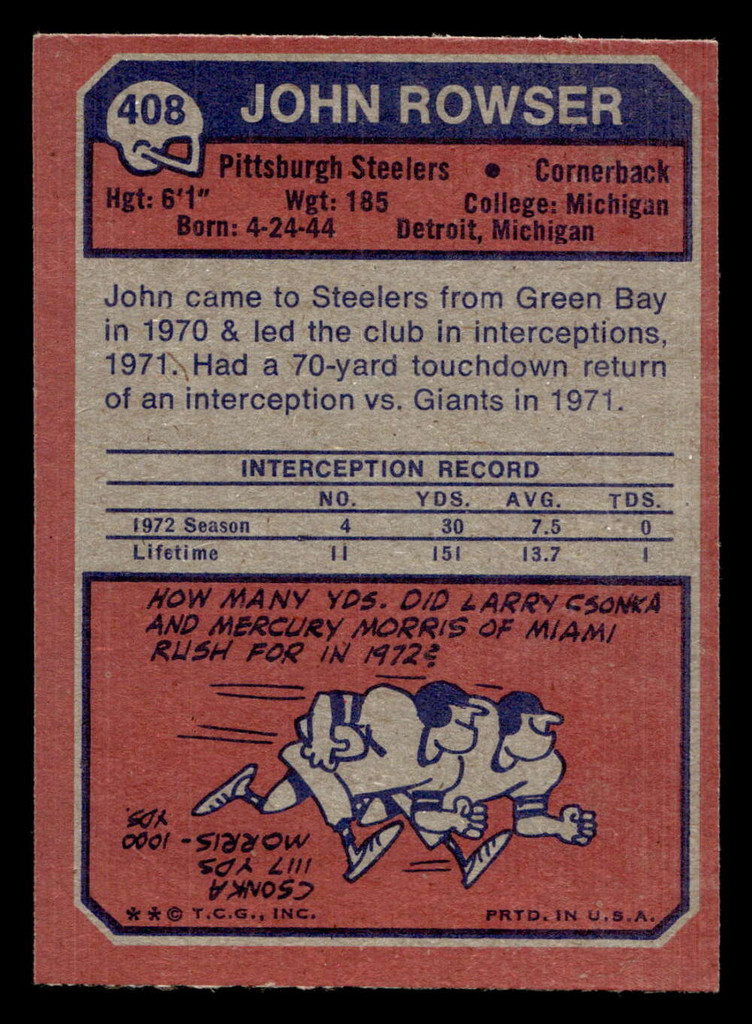 408 JOHN ROWSER
Pittsburgh Steelers • Cornerback
Hgt: 6'1" Wgt: 185 College: Michigan
Born: 4-24-44 Detroit, Michigan
John came to Steelers from Green Bay
in 1970 & led the club in interceptions,
1971. Had a 70-yard touchdown return
of an interception vs. Giants in 1971.
INTERCEPTION RECORD
NO. YDS. AVG. TDS.
1972 Season 4 30 7.5 0
Lifetime 11 151 13.7 1
HOW MANY YDS. DID LARRY CSONKA
AND MERCURY MORRIS OF MIAMI
RUSH FOR IN 1972?
CSONKA
1117 YDS
MORRIS - 1000
YDS.
**© T.C.G., INC. PRTD. IN U.S.A.